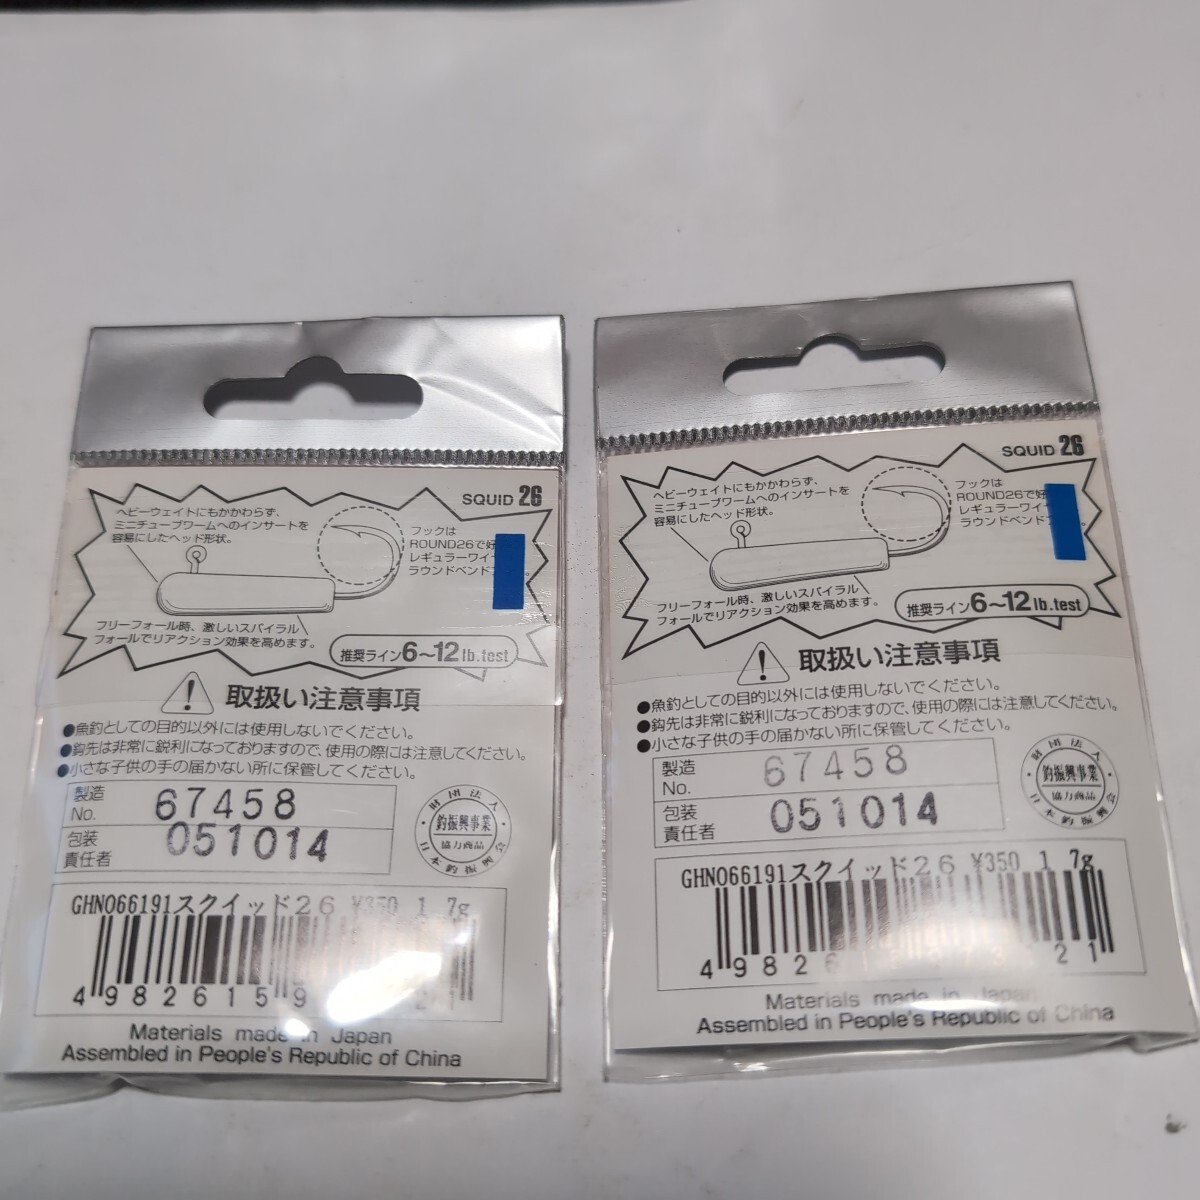 SQUID 26
ヘビーウェイトにもかかわらず、
ミニチューブワームへのインサートを
容易にしたヘッド形状。
フックは
ROUND26で好
レギュラーワイ
ラウンドベンド
フリーフォール時、激しいスパイラル
フォールでリアクション効果を高めます。
推奨ライン6〜12lb.test
取扱い注意事項
●魚釣としての目的以外には使用しないでください。
●鈎先は非常に鋭利になっておりますので、使用の際には注意してください。
●小さな子供の手の届かない所に保管してください。
製造
No.
67458
包装
責任者
051014
財団法人
釣振興事業
協力商品
GHN066191スクイッド26 ¥350 1 7g
4 982615 9
Materials made in Japan
Assembled in People's Republic of China
SQUID 26
ヘビーウェイトにもかかわらず、
ミニチューブワームへのインサートを
容易にしたヘッド形状。
フックは
ROUND26で好
レギュラーワイ
ラウンドベンド
フリーフォール時、激しいスパイラル
フォールでリアクション効果を高めます。
推奨ライン6〜12lb.test
取扱い注意事項
●魚釣としての目的以外には使用しないでください。
●鈎先は非常に鋭利になっておりますので、使用の際には注意してください。
●小さな子供の手の届かない所に保管してください。
製造
No.
67458
包装
責任者
051014
財団法人
釣振興事業
協力商品
GHN066191スクイッド26 ¥350 1 7g
4 9826 21
Materials made in Japan
Assembled in People's Republic of China